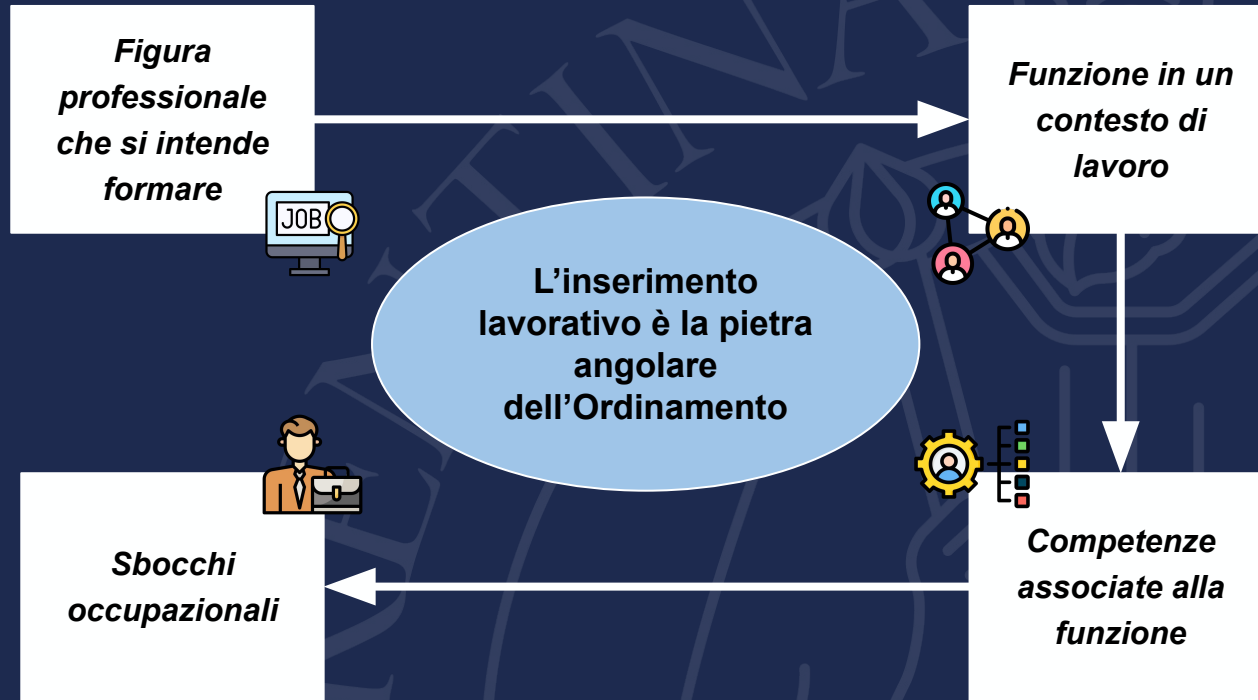 Figura
professionale
che si intende
formare
JOB
Funzione in un
contesto di
lavoro
L’inserimento
lavorativo è la pietra
angolare
dell’Ordinamento
Sbocchi
occupazionali
Competenze
associate alla
funzione